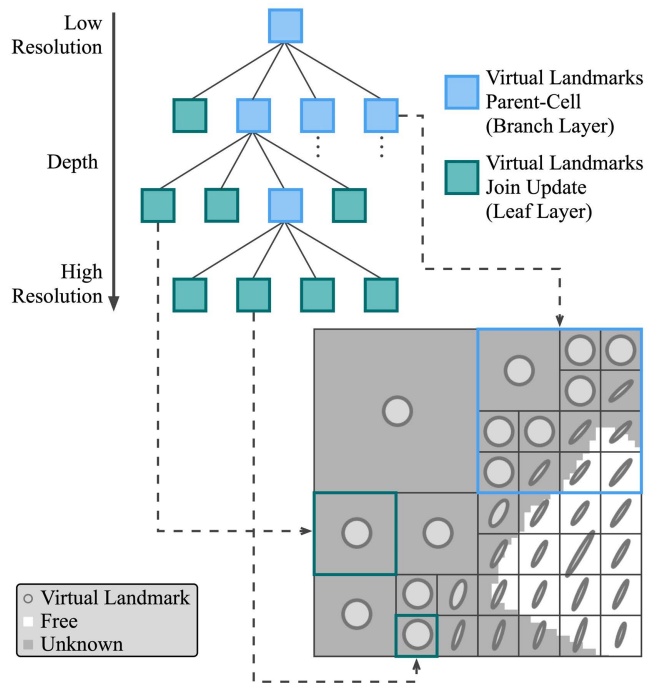 Low
Resolution
Depth
High
Resolution
Virtual Landmarks
Parent-Cell
(Branch Layer)
Virtual Landmarks
Join Update
(Leaf Layer)
Virtual Landmark
Free
Unknown